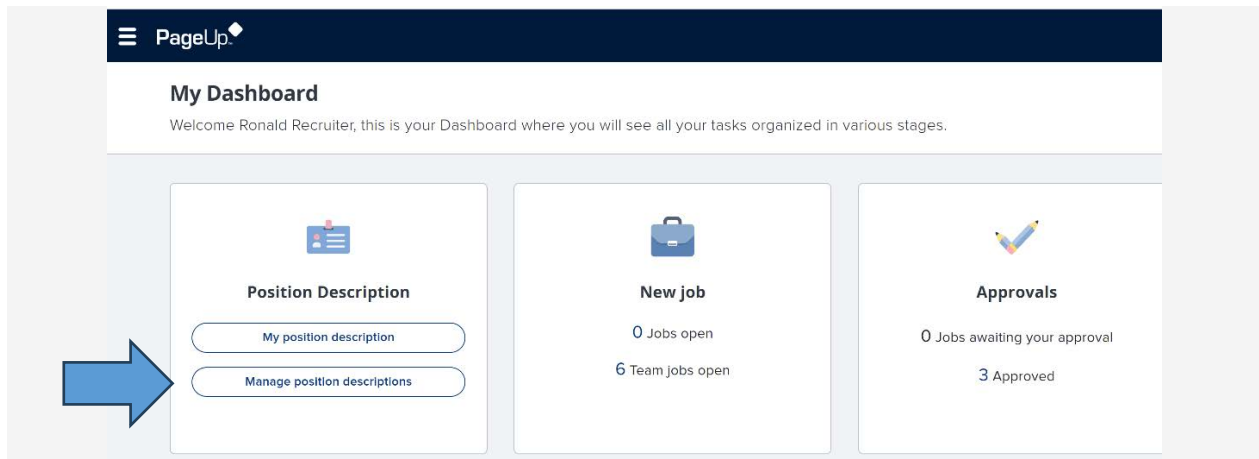 PageUp
My Dashboard
Welcome Ronald Recruiter, this is your Dashboard where you will see all your tasks organized in various stages.
Position Description
My position description
Manage position descriptions
New job
0 Jobs open
6 Team jobs open
Approvals
0 Jobs awaiting your approval
3 Approved